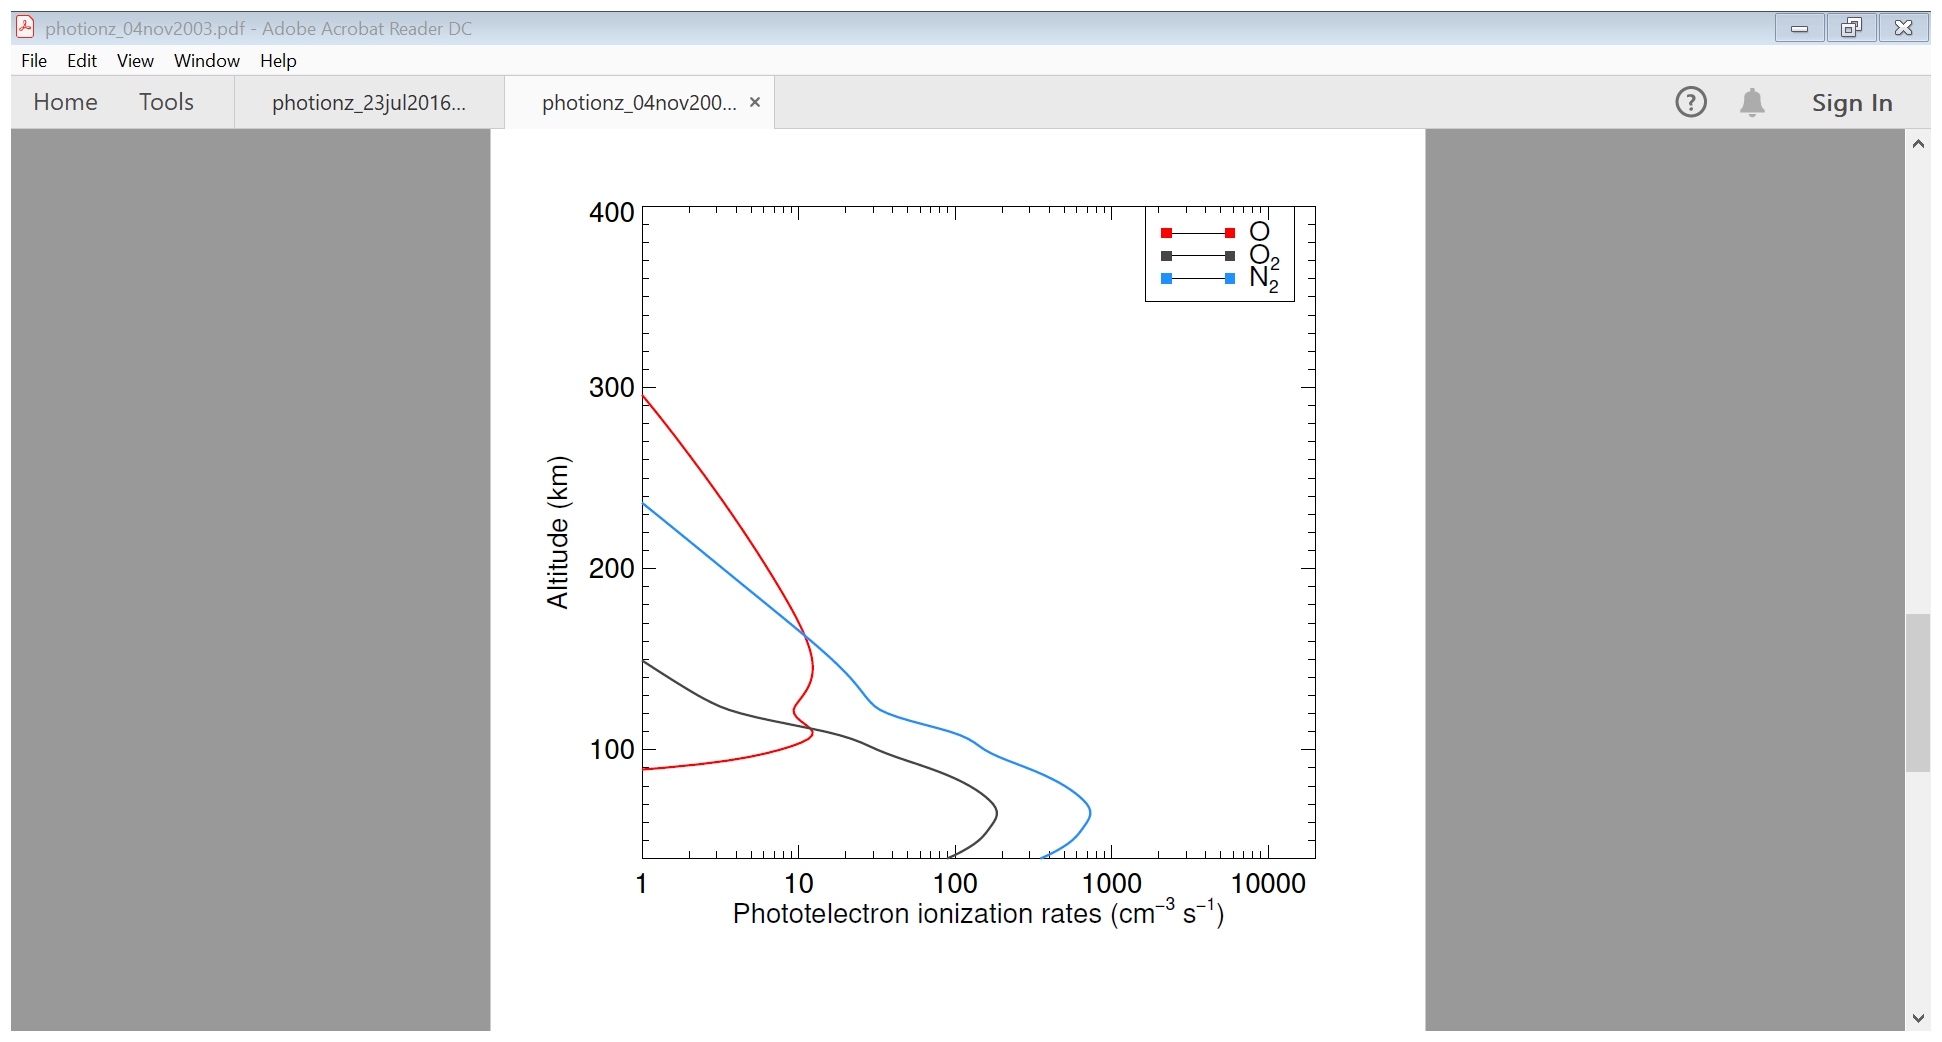 photionz_04nov2003.pdf - Adobe Acrobat Reader DC
File Edit View Window Help
Home Tools photionz_23jul2016... photionz_04nov200... × ? Sign In
400
O
O₂
N₂
300
Altitude (km)
200
100
1 10 100 1000 10000
Phototelectron ionization rates (cm⁻³ s⁻¹)